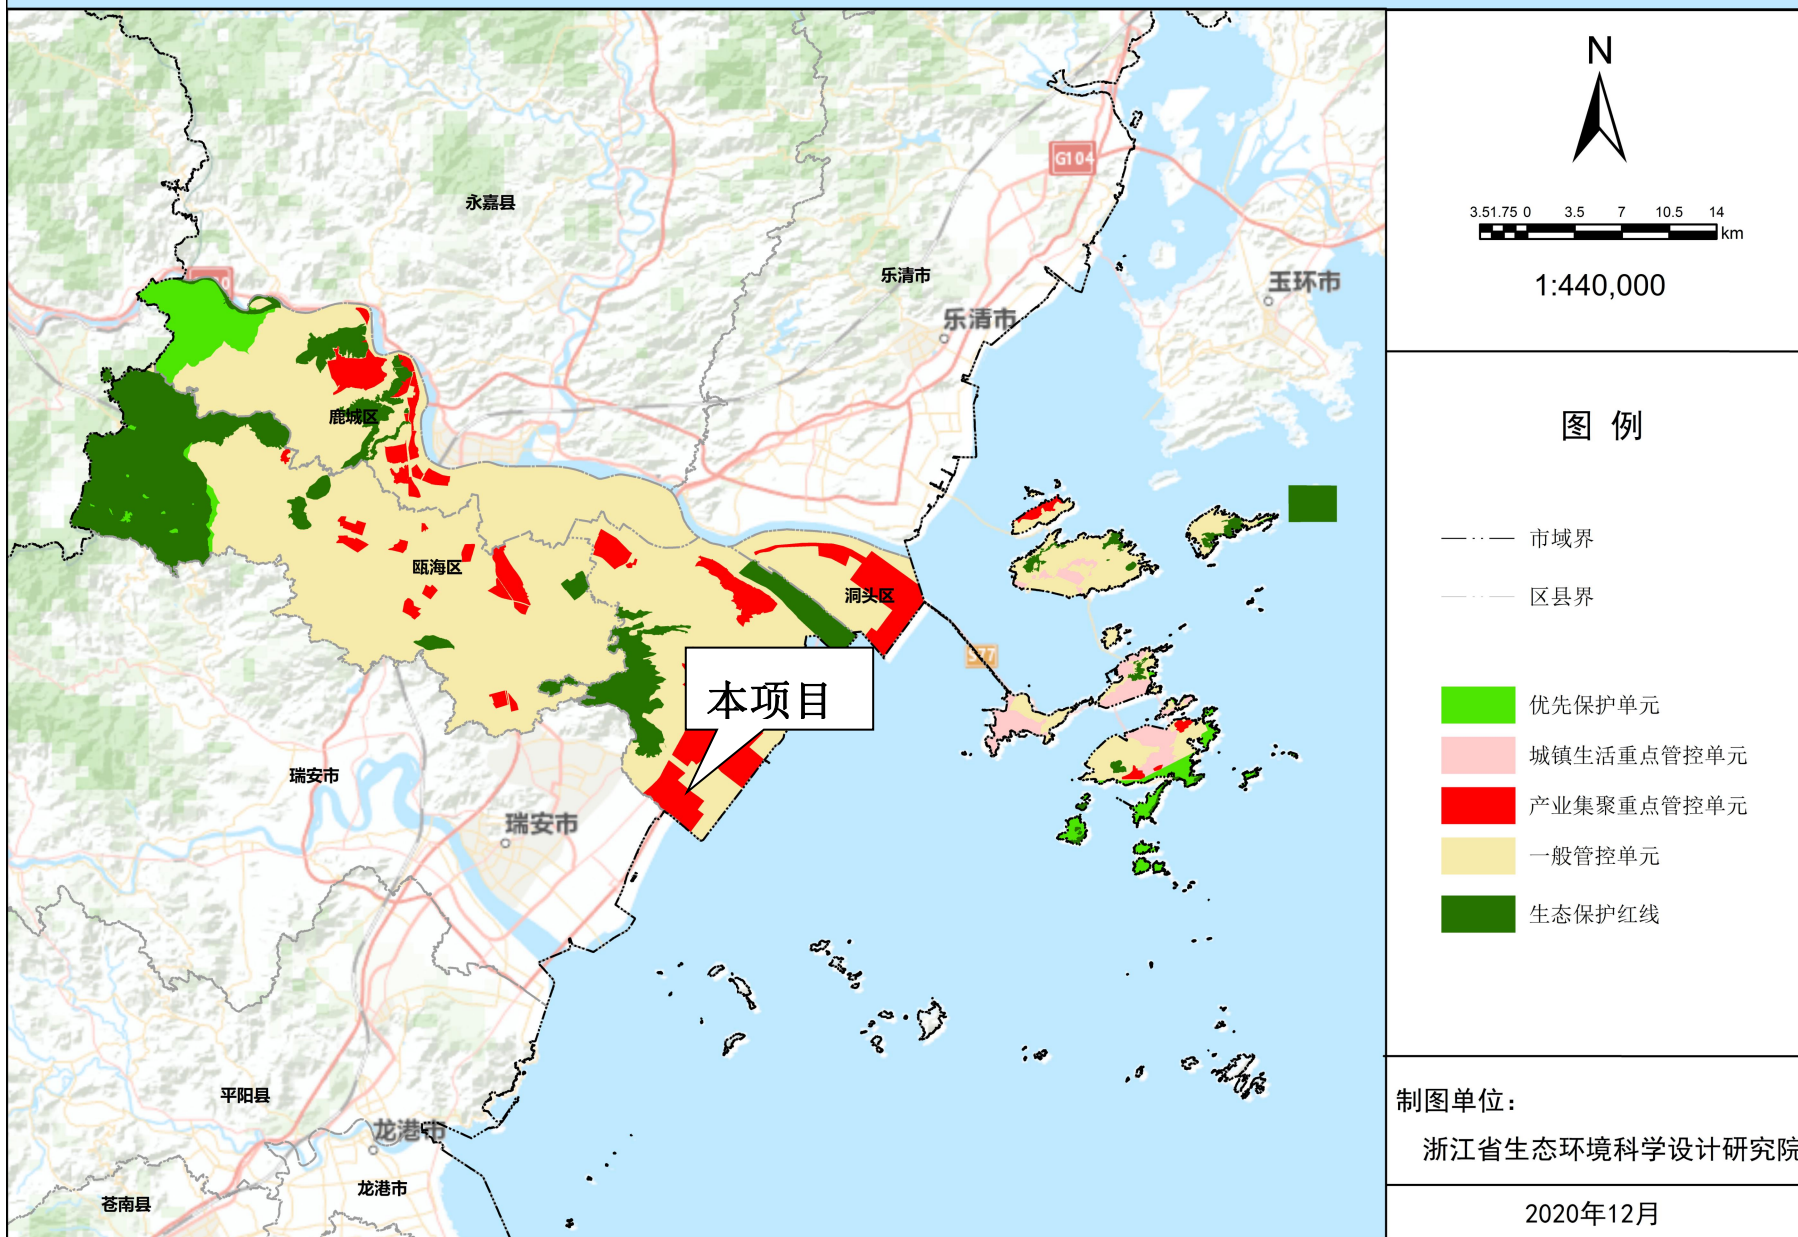 N
3.51.75 0 3.5 7 10.5 14
km
1:440,000
图 例
市域界
区县界
优先保护单元
城镇生活重点管控单元
产业集聚重点管控单元
一般管控单元
生态保护红线
制图单位：
浙江省生态环境科学设计研究院
2020年12月
G104
永嘉县
乐清市
玉环市
乐清市
鹿城区
瓯海区
洞头区
S77
本项目
瑞安市
瑞安市
平阳县
龙港市
龙港市
苍南县